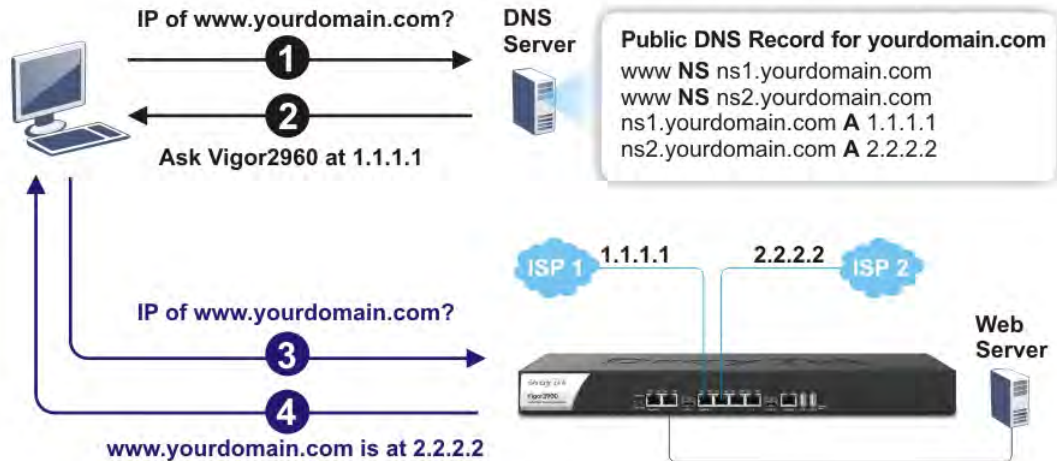 IP of www.yourdomain.com?
1
2
Ask Vigor2960 at 1.1.1.1
DNS
Server
Public DNS Record for yourdomain.com
www NS ns1.yourdomain.com
www NS ns2.yourdomain.com
ns1.yourdomain.com A 1.1.1.1
ns2.yourdomain.com A 2.2.2.2
IP of www.yourdomain.com?
3
4
www.yourdomain.com is at 2.2.2.2
ISP 1
1.1.1.1
2.2.2.2
ISP 2
Web
Server
Vigor2960